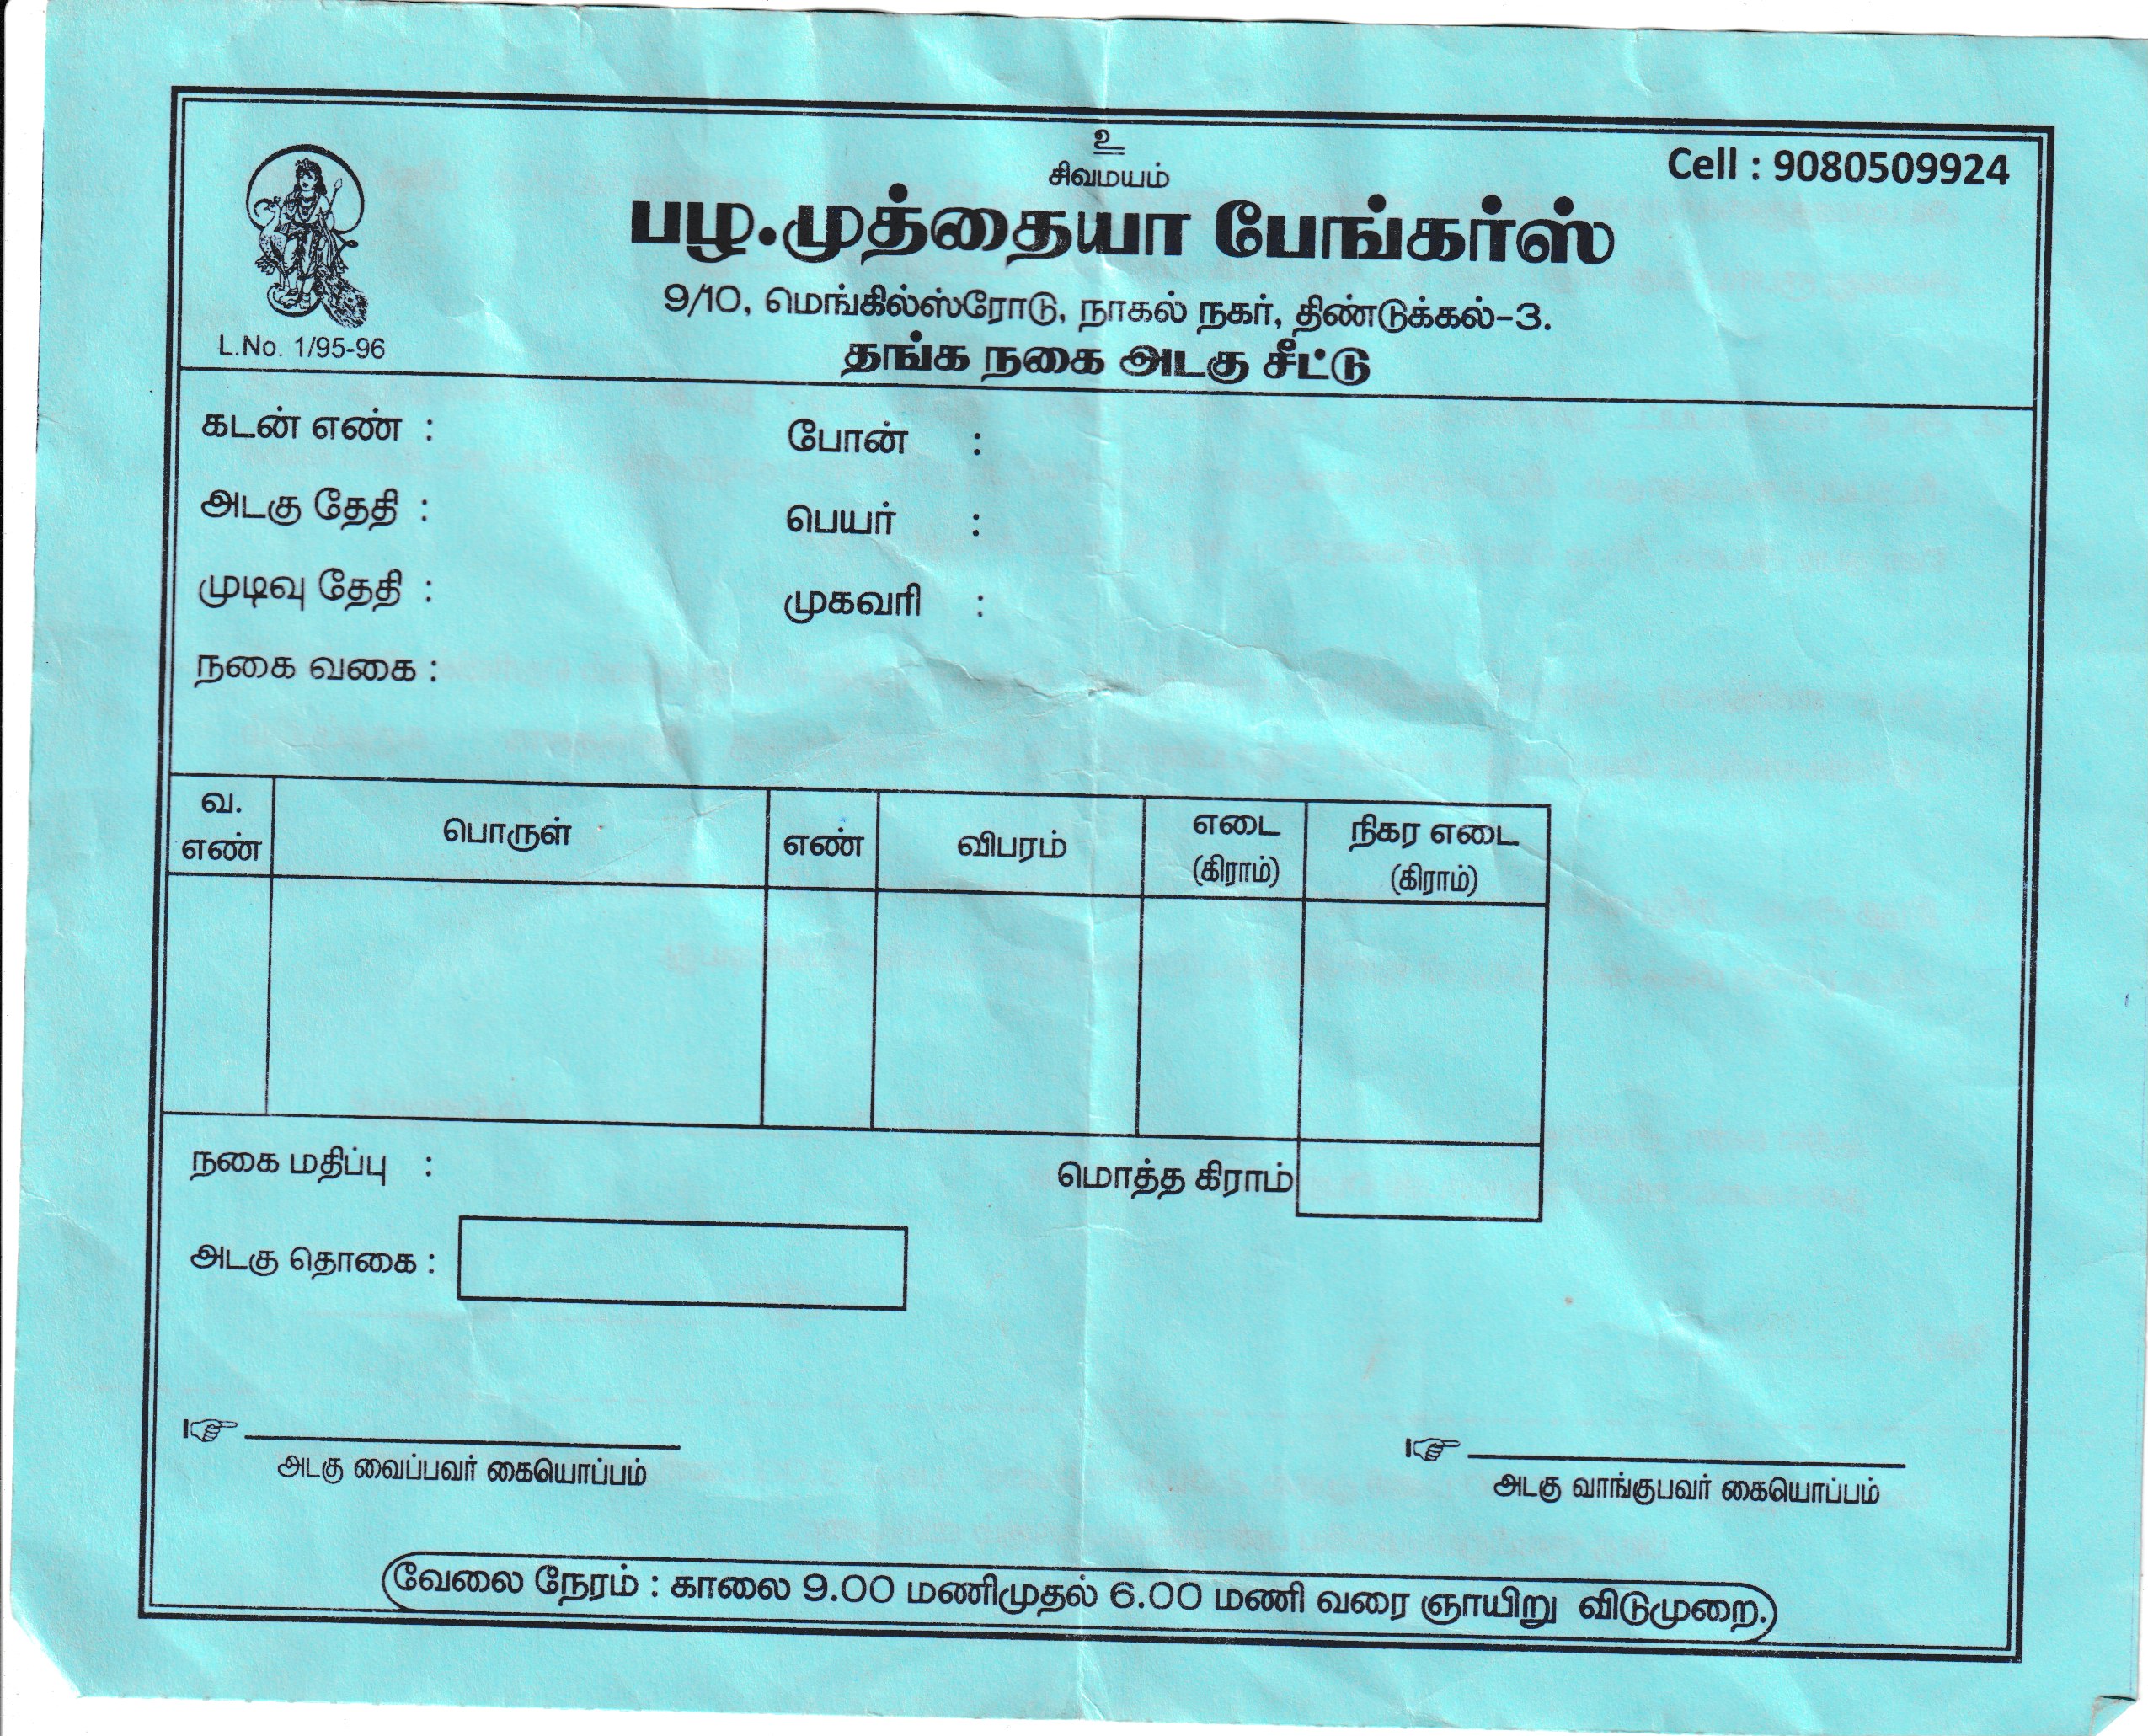 உ
சிவமயம்
Cell : 9080509924
பழ.முத்தையா பேங்கர்ஸ்
9/10, மெங்கில்ஸ்ரோடு, நாகல் நகர், திண்டுக்கல்-3.
L.No. 1/95-96
தங்க நகை அடகு சீட்டு
கடன் எண் :
போன் :
அடகு தேதி :
பெயர் :
முடிவு தேதி :
முகவரி :
நகை வகை :
வ. எண்
பொருள்
எண்
விபரம்
எடை (கிராம்)
நிகர எடை (கிராம்)
நகை மதிப்பு :
மொத்த கிராம்
அடகு தொகை :
அடகு வைப்பவர் கையொப்பம்
அடகு வாங்குபவர் கையொப்பம்
வேலை நேரம் : காலை 9.00 மணிமுதல் 6.00 மணி வரை ஞாயிறு விடுமுறை.